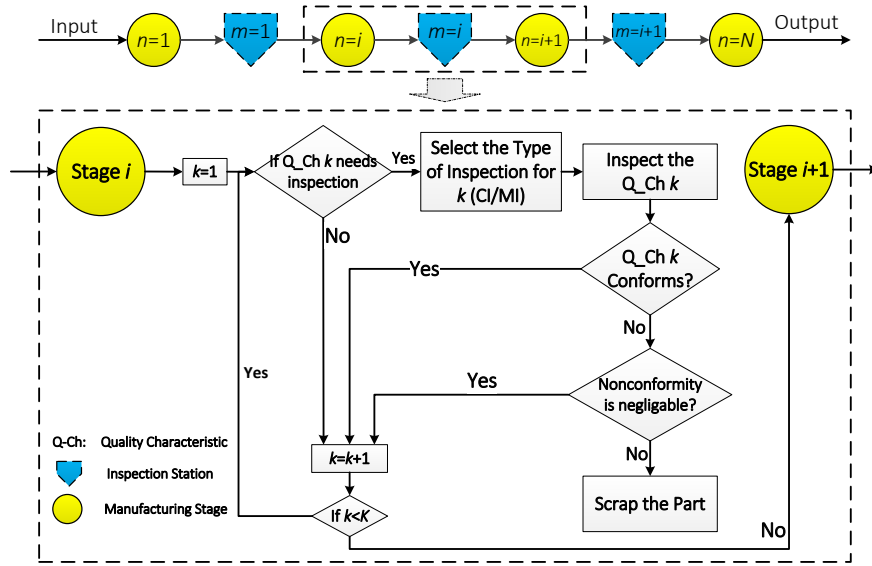 Input
n=1
m=1
n=i
m=i
n=i+1
m=i+1
n=N
Output
Stage i
k=1
If Q_Ch k needs
inspection
Yes
Select the Type
of Inspection for
k (CI/MI)
Inspect the
Q_Ch k
Stage i+1
No
Yes
Q_Ch k
Conforms?
No
Yes
Yes
Nonconformity
is negligable?
Q-Ch: Quality Characteristic
Inspection Station
Manufacturing Stage
k=k+1
No
Scrap the Part
If k<K
No